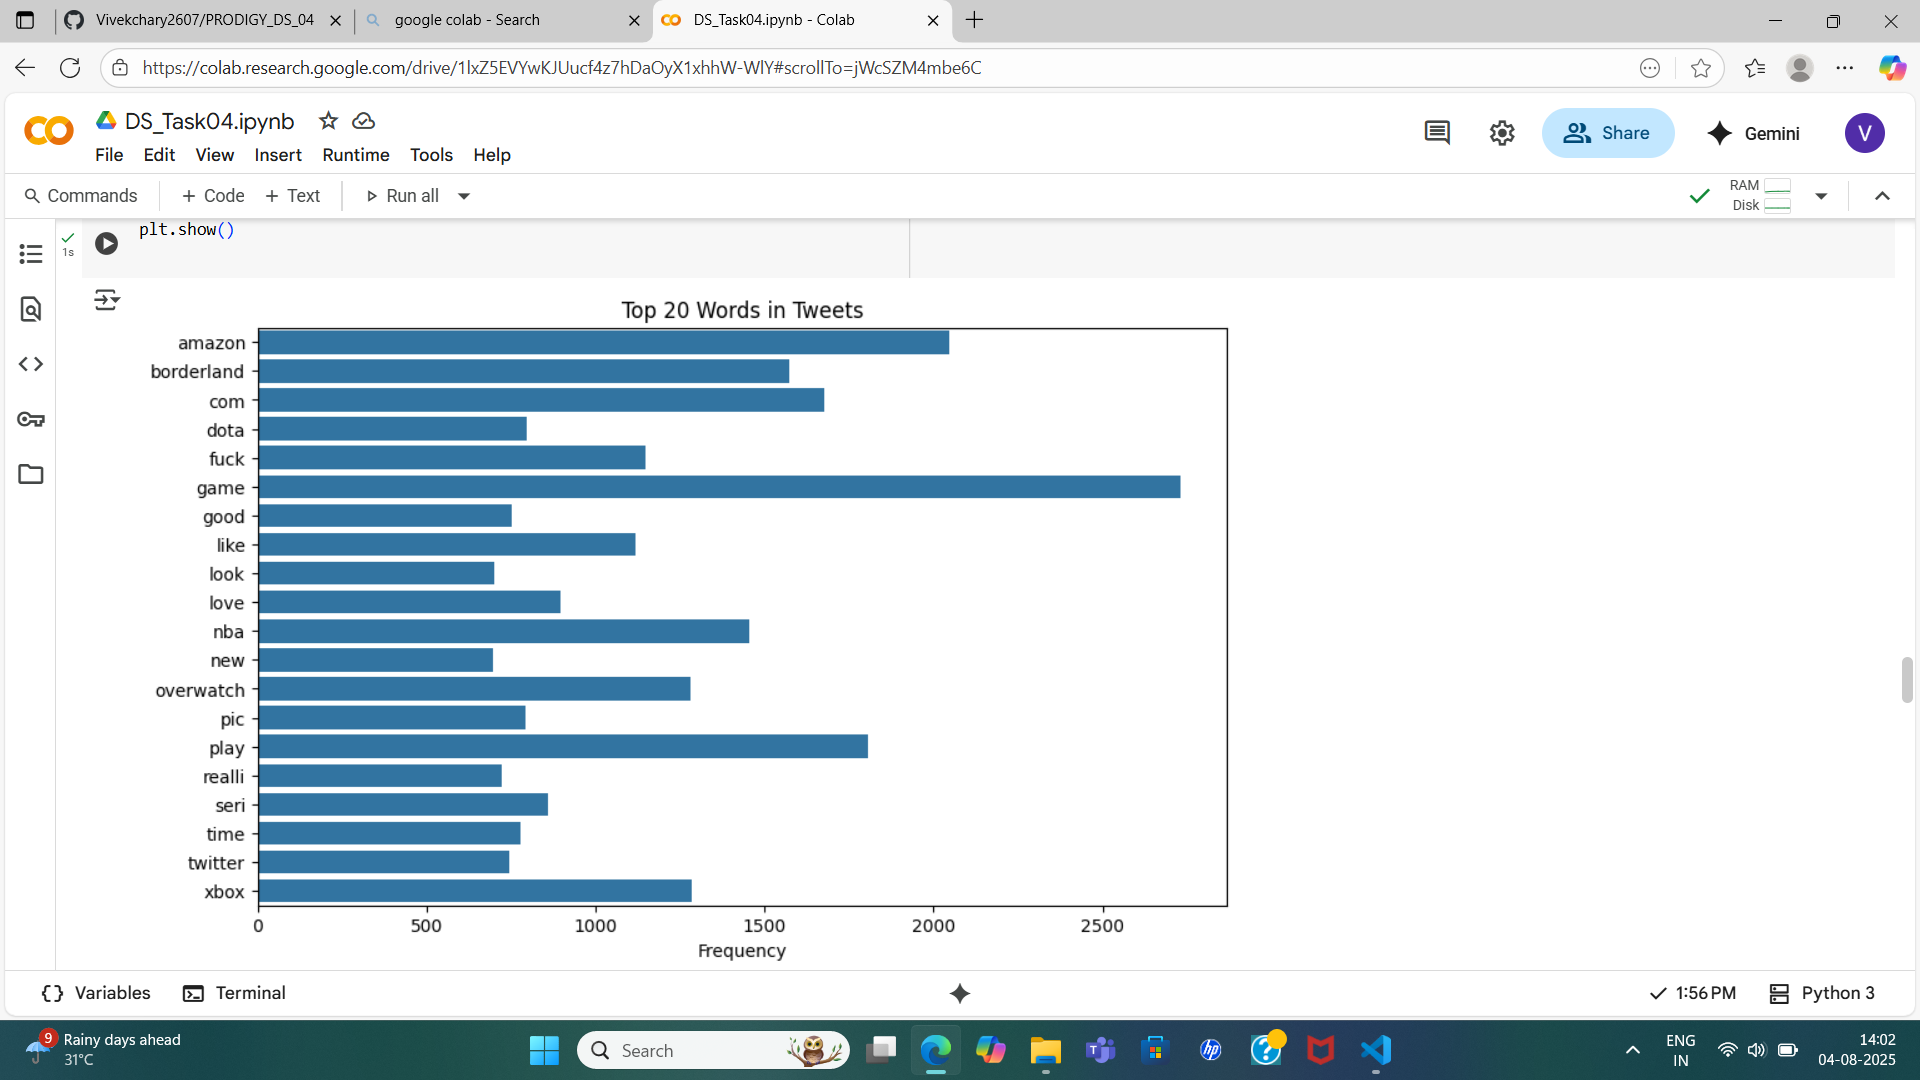 Vivekchary2607/PRODIGY_DS_04
google colab - Search
DS_Task04.ipynb - Colab
https://colab.research.google.com/drive/1lxZ5EVYwKJUucf4z7hDaOyX1xhhW-WlY#scrollTo=jWcSZM4mbe6C
DS_Task04.ipynb
File Edit View Insert Runtime Tools Help
Share
Gemini
V
Commands + Code + Text Run all
RAM
Disk
plt.show()
1s
Top 20 Words in Tweets
amazon
borderland
com
dota
fuck
game
good
like
look
love
nba
new
overwatch
pic
play
realli
seri
time
twitter
xbox
0 500 1000 1500 2000 2500
Frequency
Variables Terminal
1:56 PM Python 3
9
Rainy days ahead
31°C
Search
ENG
IN
14:02
04-08-2025